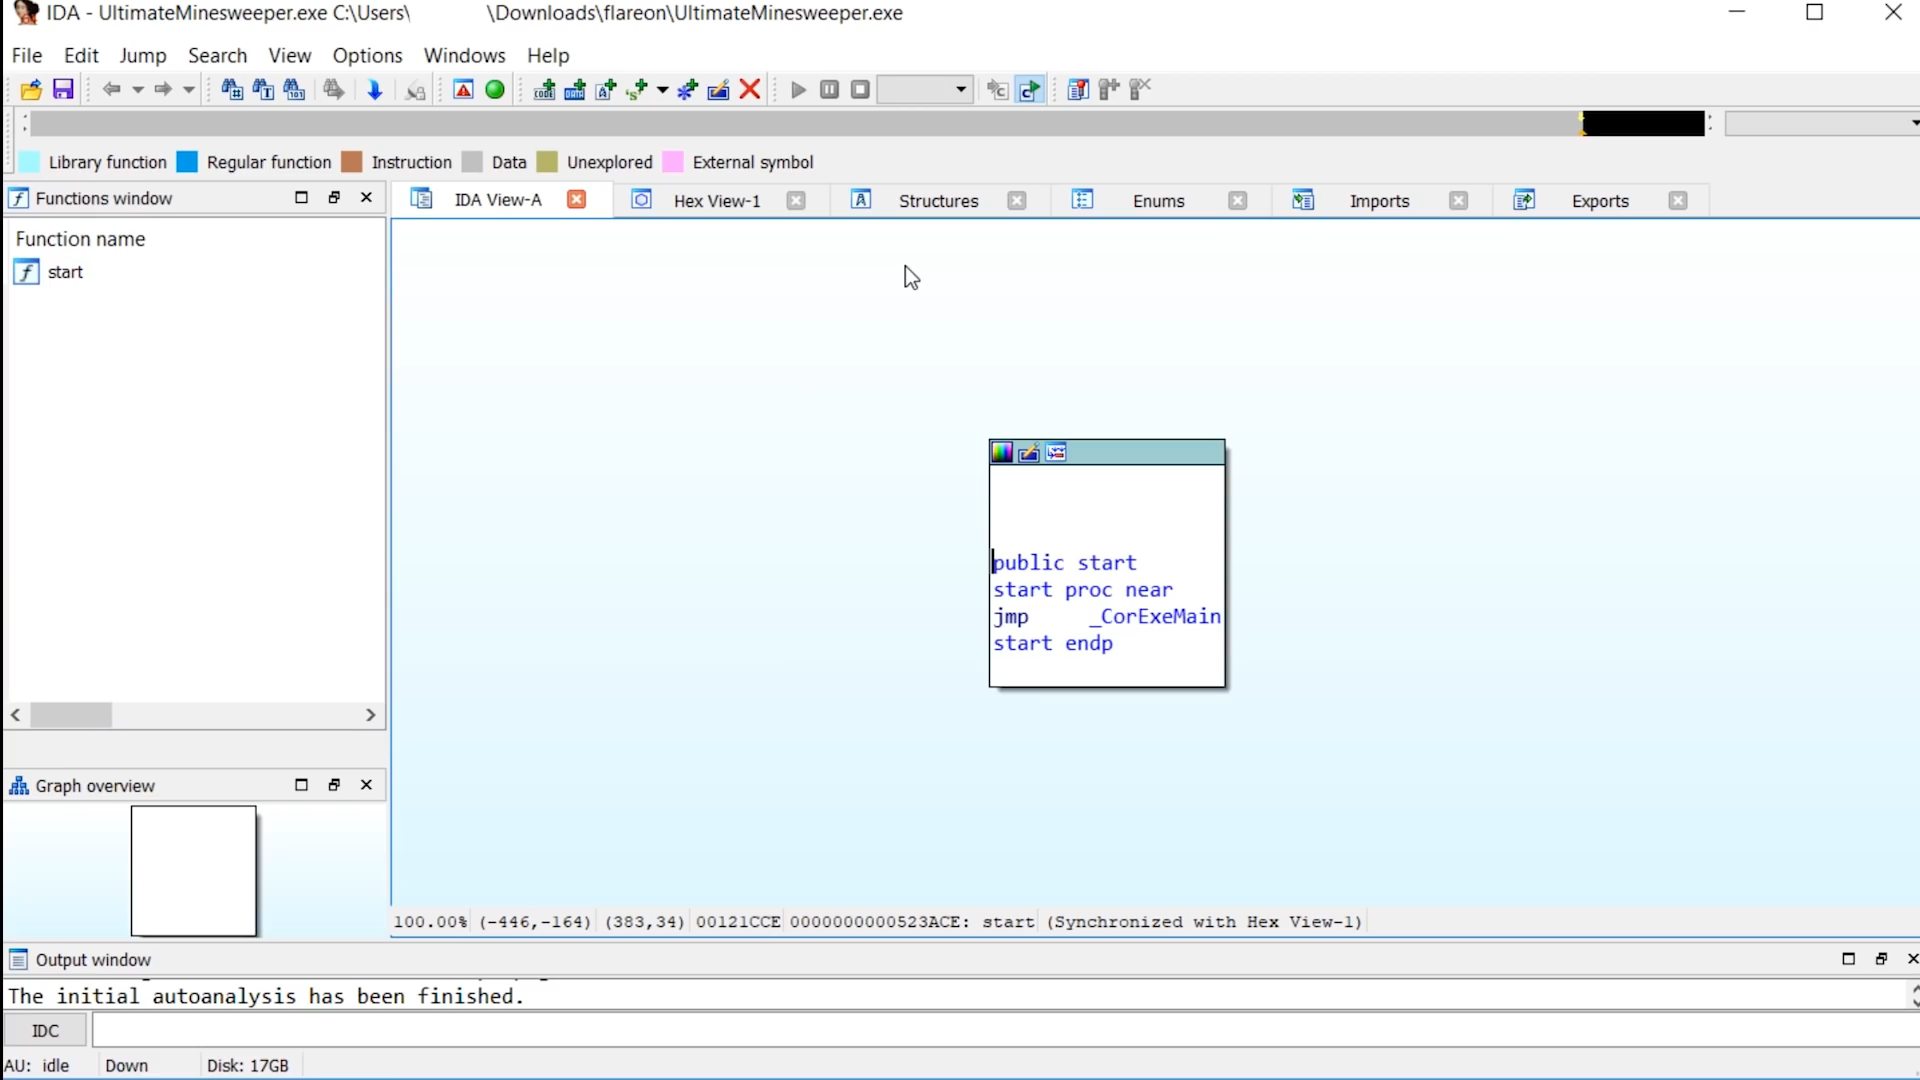 IDA - UltimateMinesweeper.exe C:\Users\ \Downloads\flareon\UltimateMinesweeper.exe
File Edit Jump Search View Options Windows Help
Library function Regular function Instruction Data Unexplored External symbol
Functions window
IDA View-A Hex View-1 Structures Enums Imports Exports
Function name
start
public start
start proc near
jmp _CorExeMain
start endp
Graph overview
100.00% (-446,-164) (383,34) 00121CCE 0000000000523ACE: start (Synchronized with Hex View-1)
Output window
The initial autoanalysis has been finished.
IDC
AU: idle Down Disk: 17GB